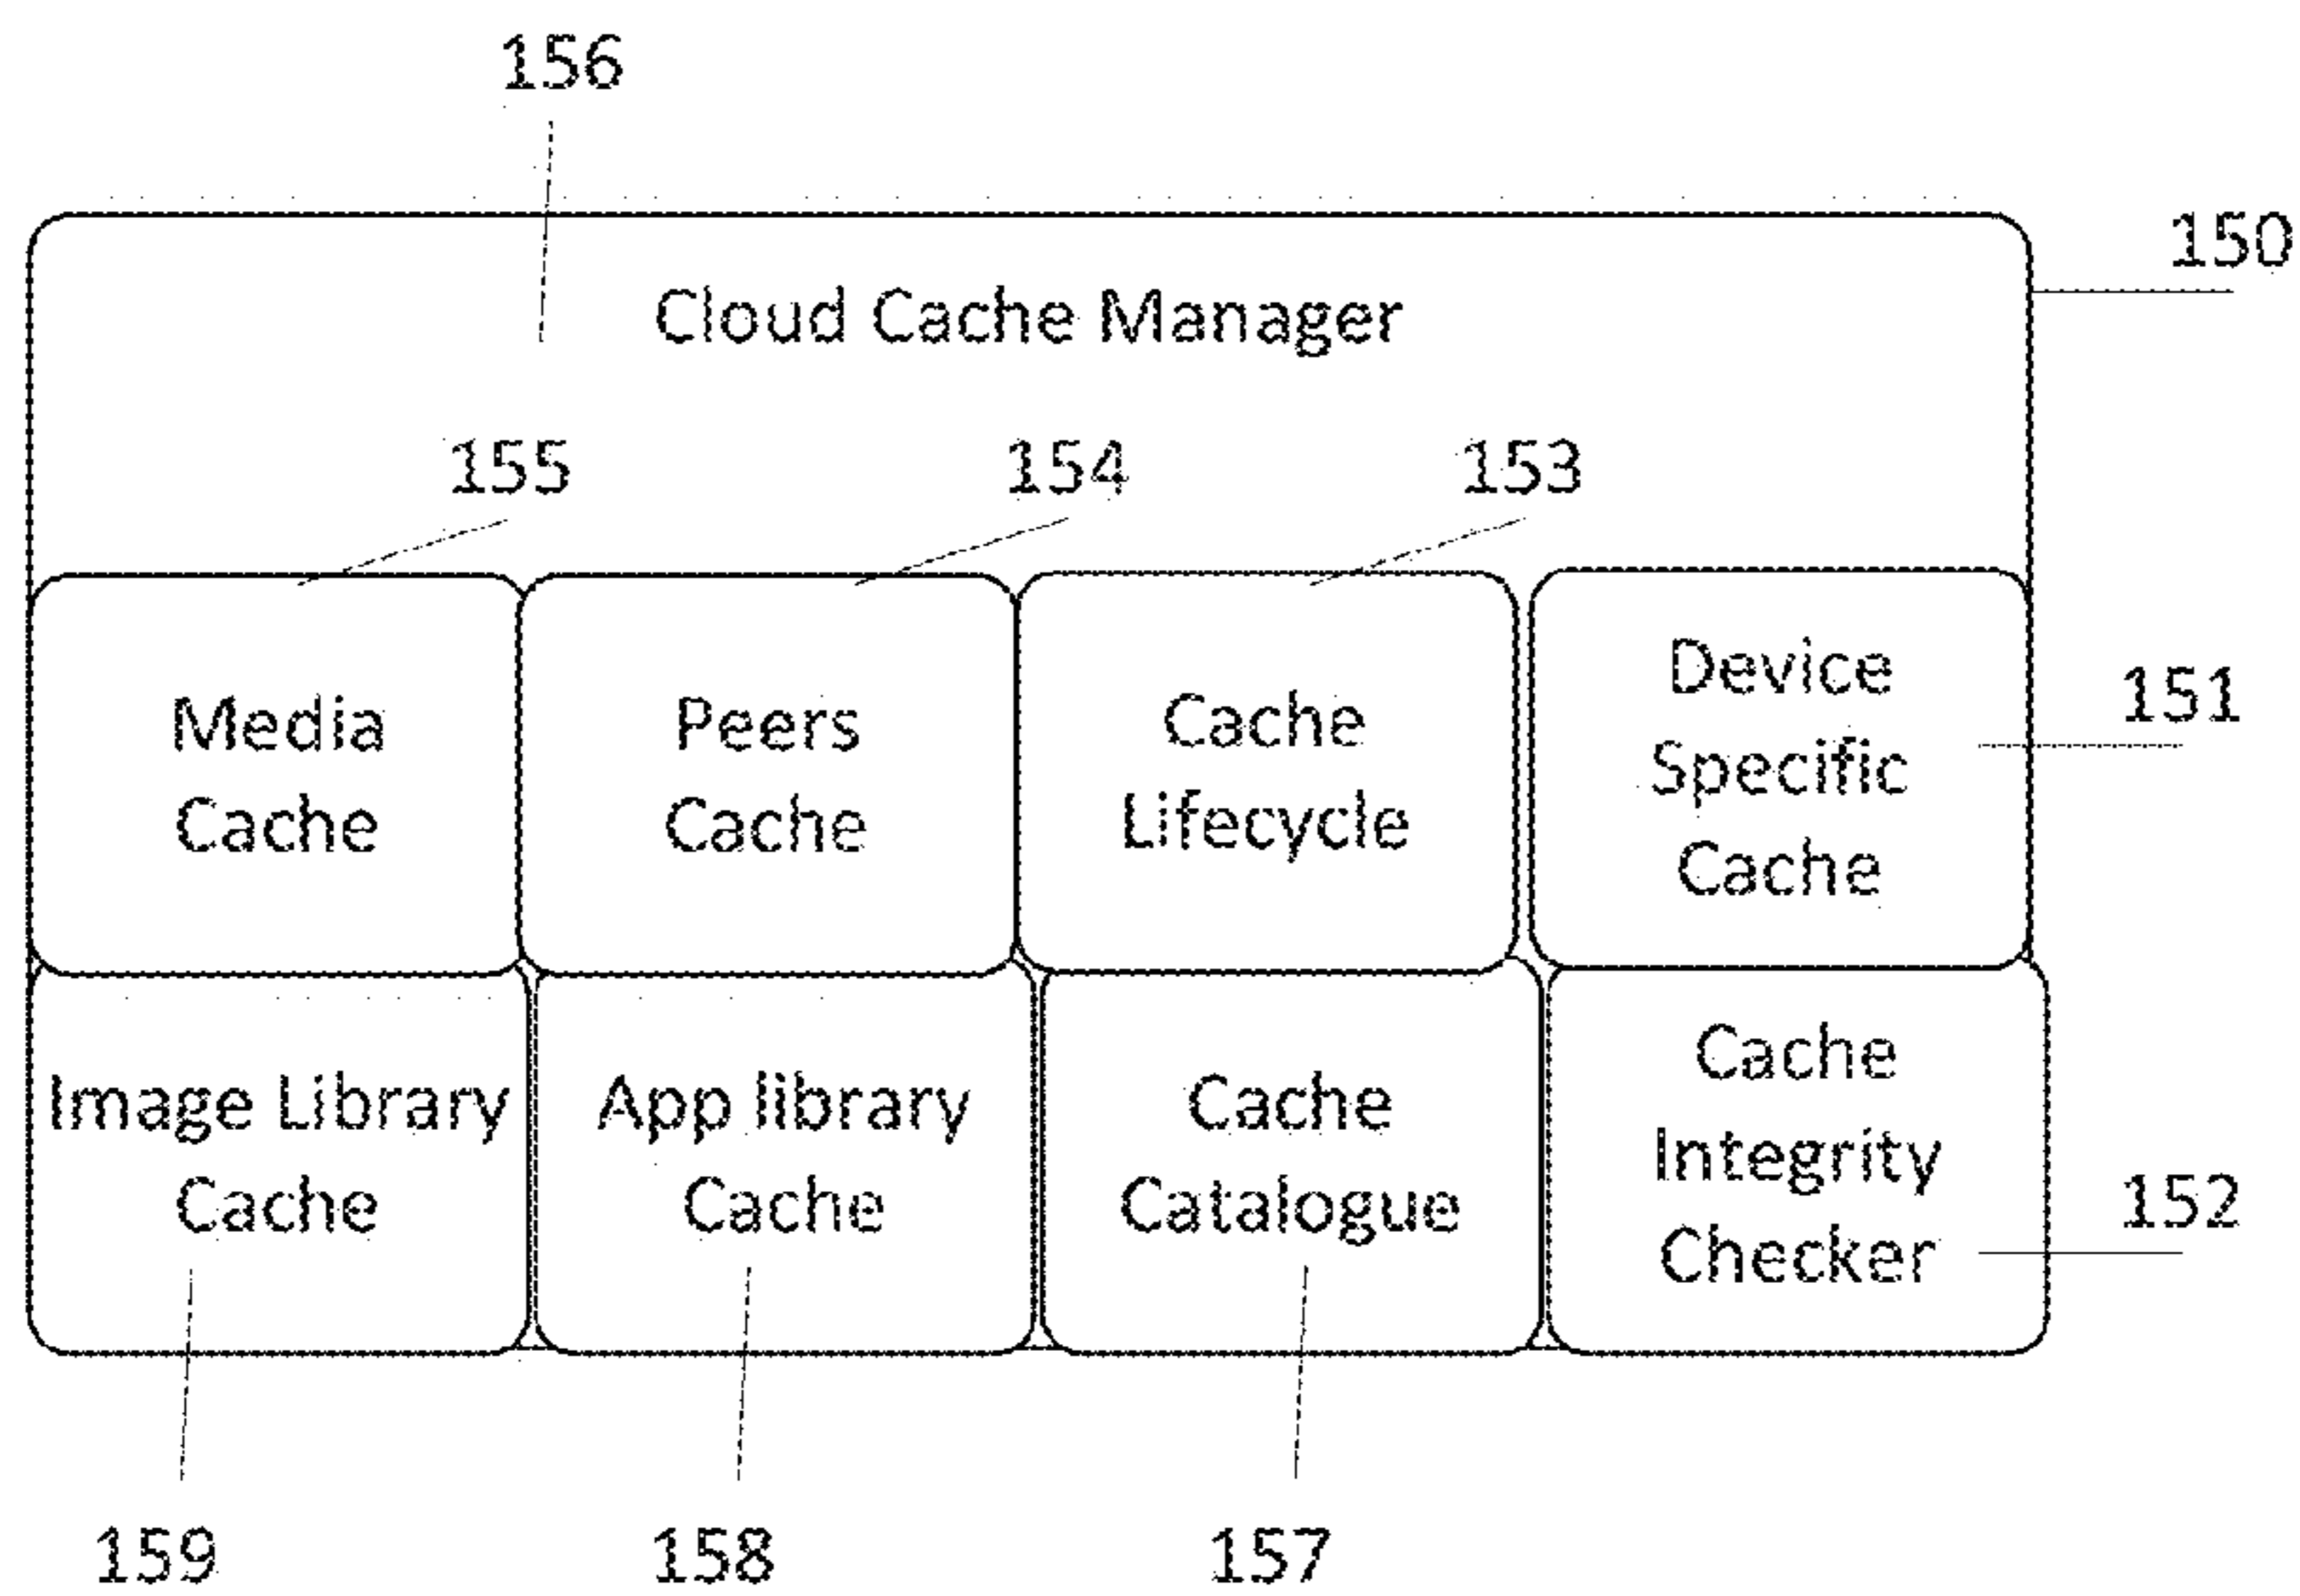 156
150
Cloud Cache Manager
155
154
153
Media
Cache
Peers
Cache
Cache
Lifecycle
Device
Specific
Cache
151
Image Library
Cache
App library
Cache
Cache
Catalogue
Cache
Integrity
Checker
152
159
158
157